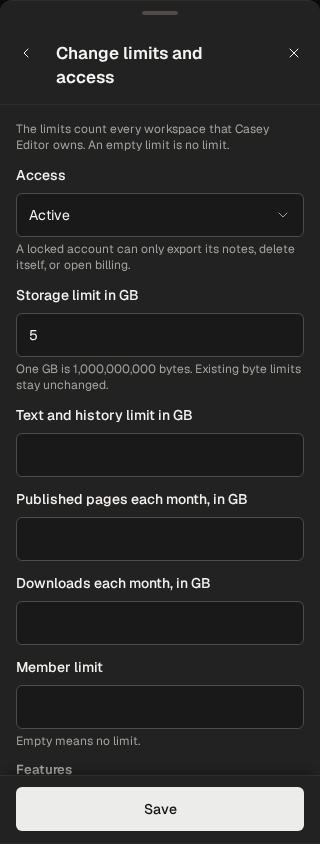 Change limits and
access
The limits count every workspace that Casey
Editor owns. An empty limit is no limit.
Access
Active
A locked account can only export its notes, delete
itself, or open billing.
Storage limit in GB
5
One GB is 1,000,000,000 bytes. Existing byte limits
stay unchanged.
Text and history limit in GB
Published pages each month, in GB
Downloads each month, in GB
Member limit
Empty means no limit.
Features
Save